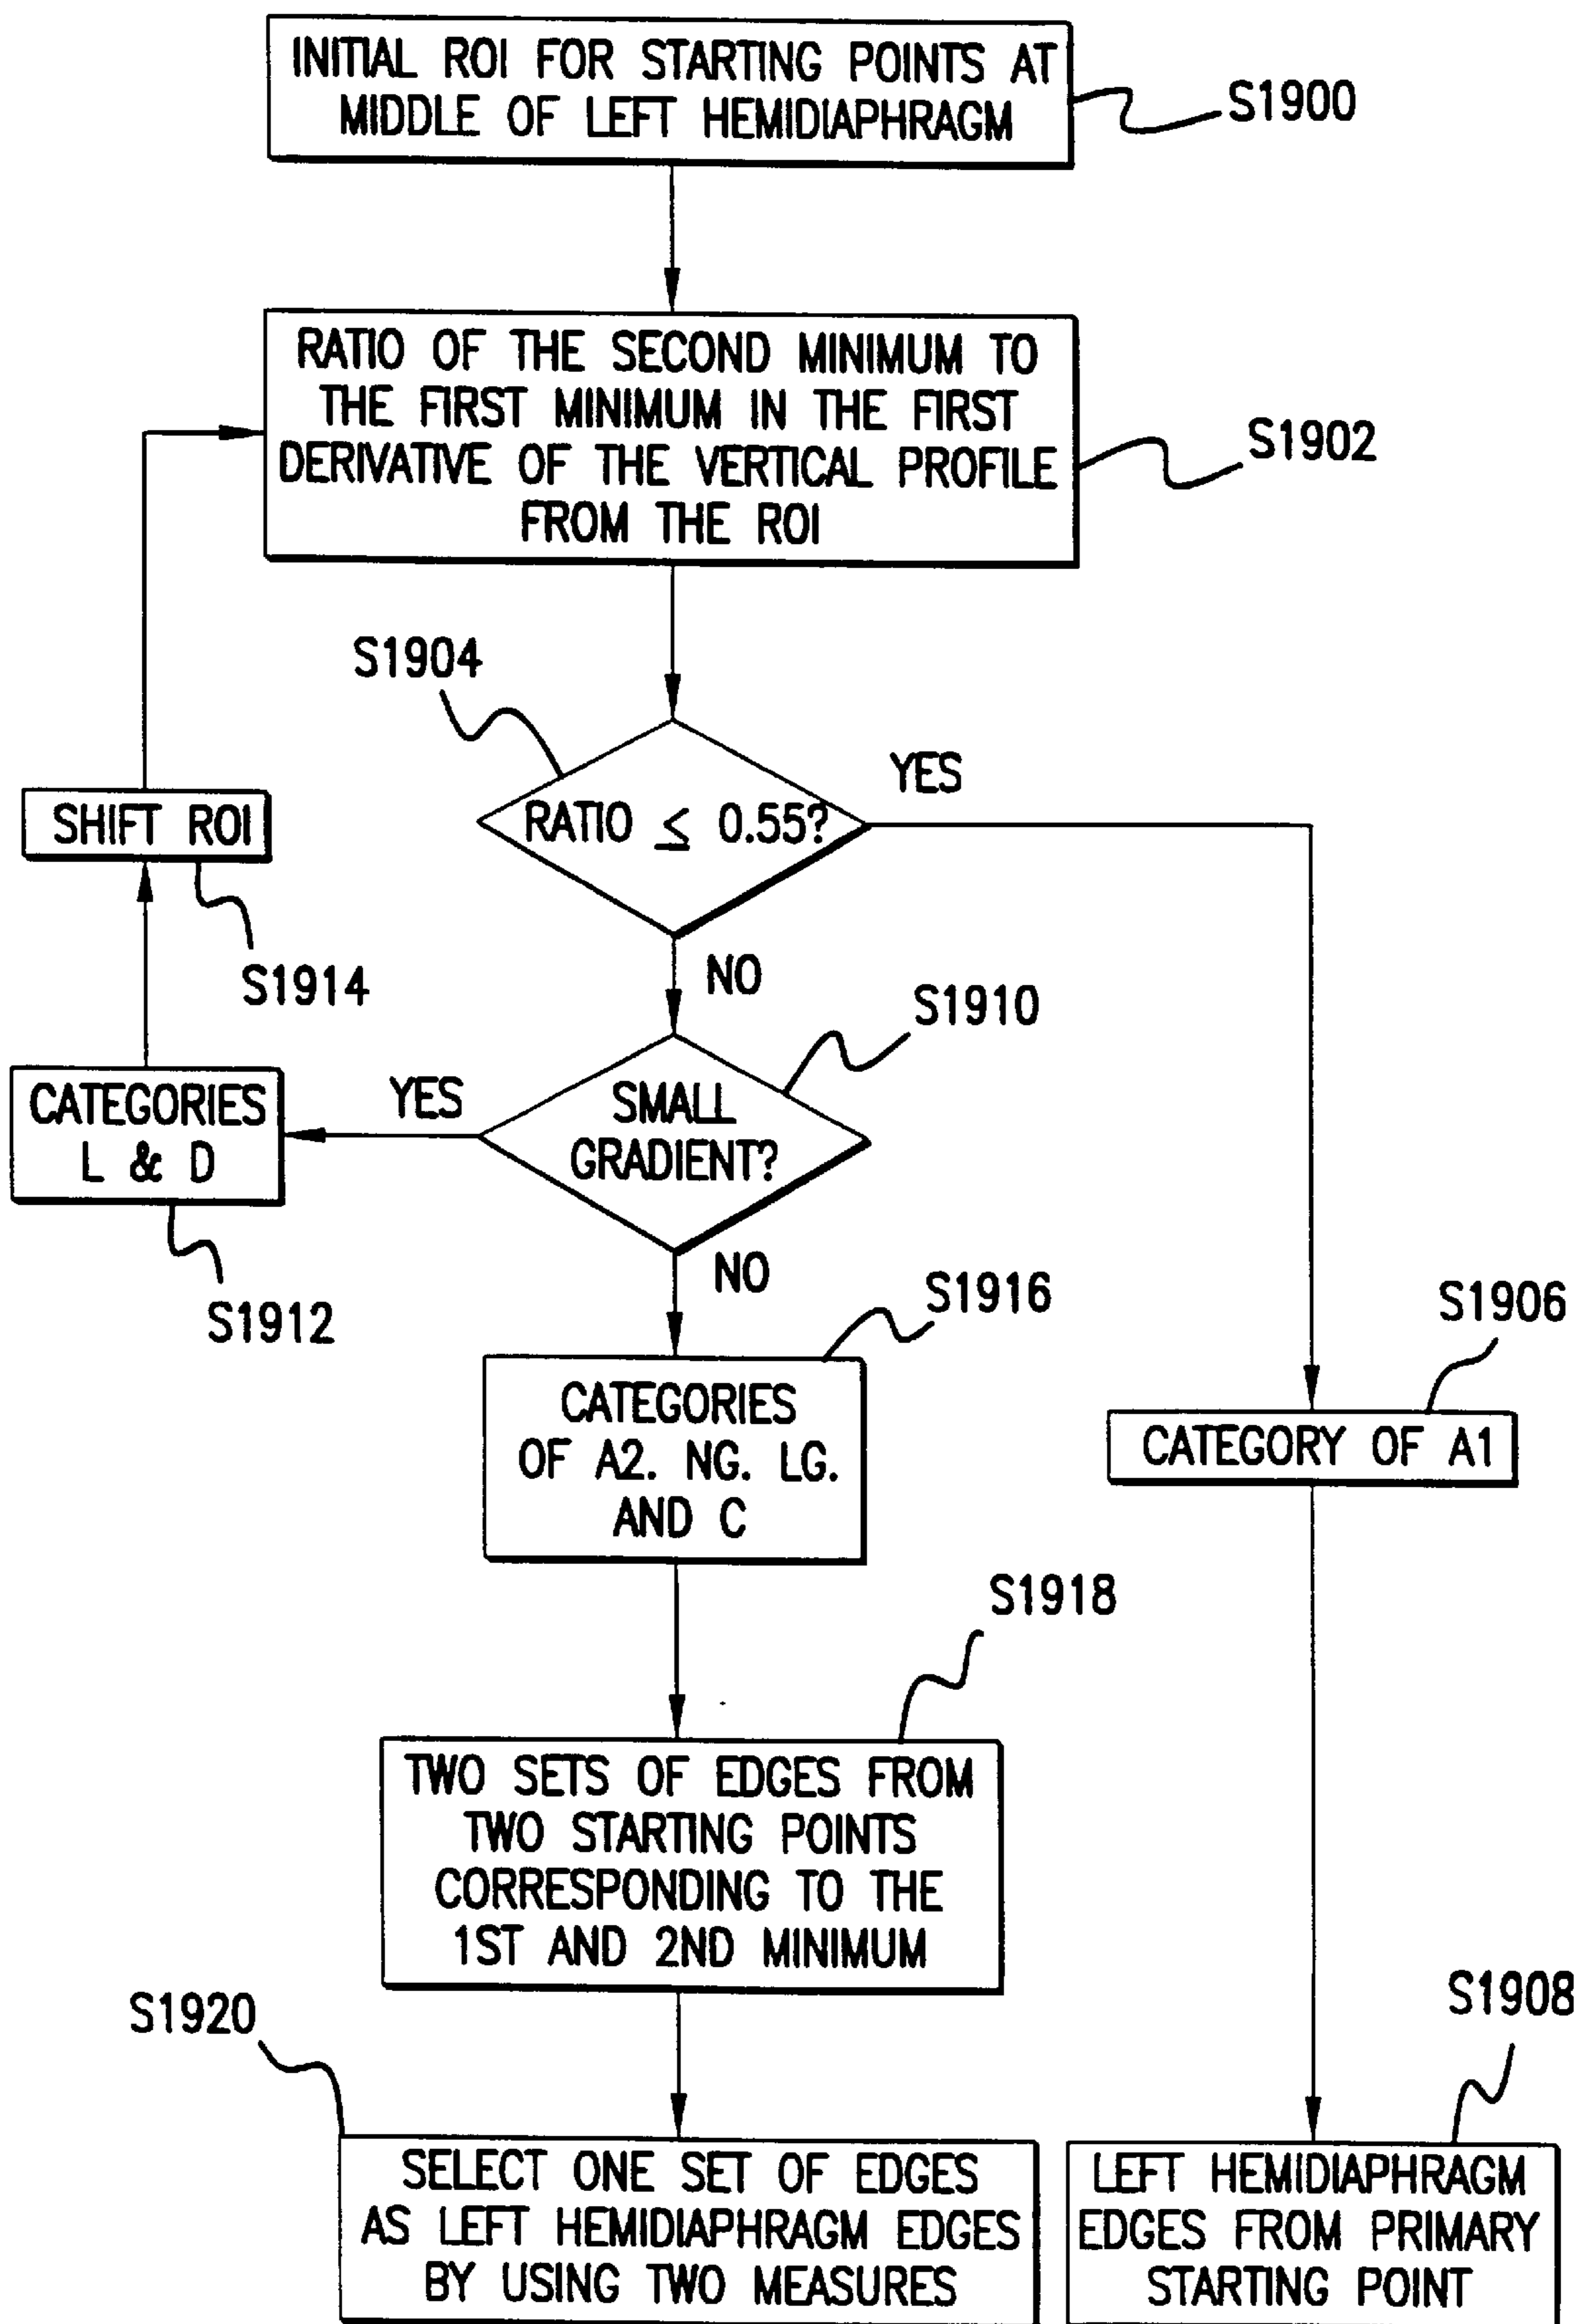 INITIAL ROI FOR STARTING POINTS AT
MIDDLE OF LEFT HEMIDIAPHRAGM
S1900
RATIO OF THE SECOND MINIMUM TO
THE FIRST MINIMUM IN THE FIRST
DERIVATIVE OF THE VERTICAL PROFILE
FROM THE ROI
S1902
S1904
RATIO ≤ 0.55?
YES
SHIFT ROI
S1914
NO
S1910
SMALL
GRADIENT?
YES
CATEGORIES
L & D
S1912
NO
S1916
CATEGORIES
OF A2. NG. LG.
AND C
S1906
CATEGORY OF A1
S1918
TWO SETS OF EDGES FROM
TWO STARTING POINTS
CORRESPONDING TO THE
1ST AND 2ND MINIMUM
S1920
SELECT ONE SET OF EDGES
AS LEFT HEMIDIAPHRAGM EDGES
BY USING TWO MEASURES
S1908
LEFT HEMIDIAPHRAGM
EDGES FROM PRIMARY
STARTING POINT